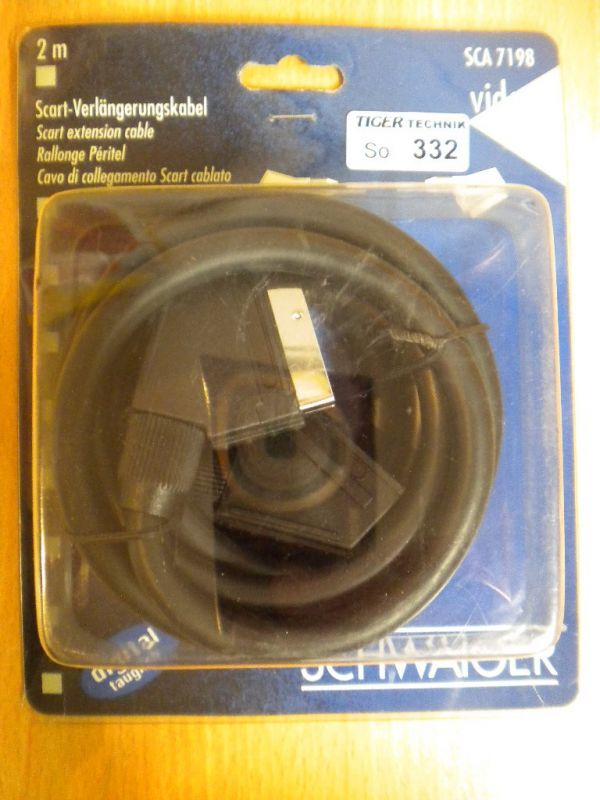 2 m
SCA 7198
Scart-Verlängerungskabel
Scart extension cable
Rallonge Péritel
Cavo di collegamento Scart cablato
TIGER TECHNIK
So 332
digital
SCHWAIGER